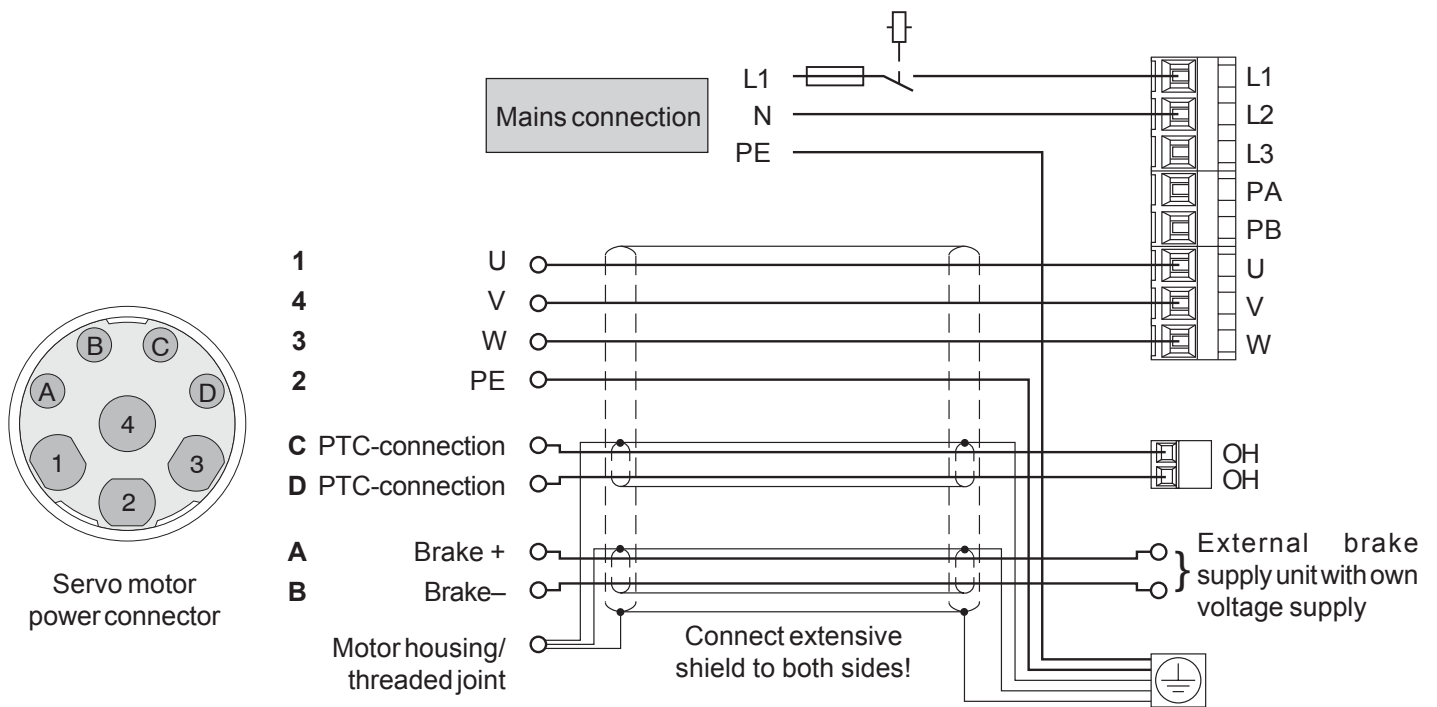 L1
L1
Mains connection
N
L2
PE
L3
PA
PB
1 U
U
4 V
V
3 W
W
2 PE
B C
A D
4
1 3
2
Servo motor
power connector
C PTC-connection
OH
D PTC-connection
OH
A Brake +
B Brake–
External brake
supply unit with own
voltage supply
Motor housing/
threaded joint
Connect extensive
shield to both sides!